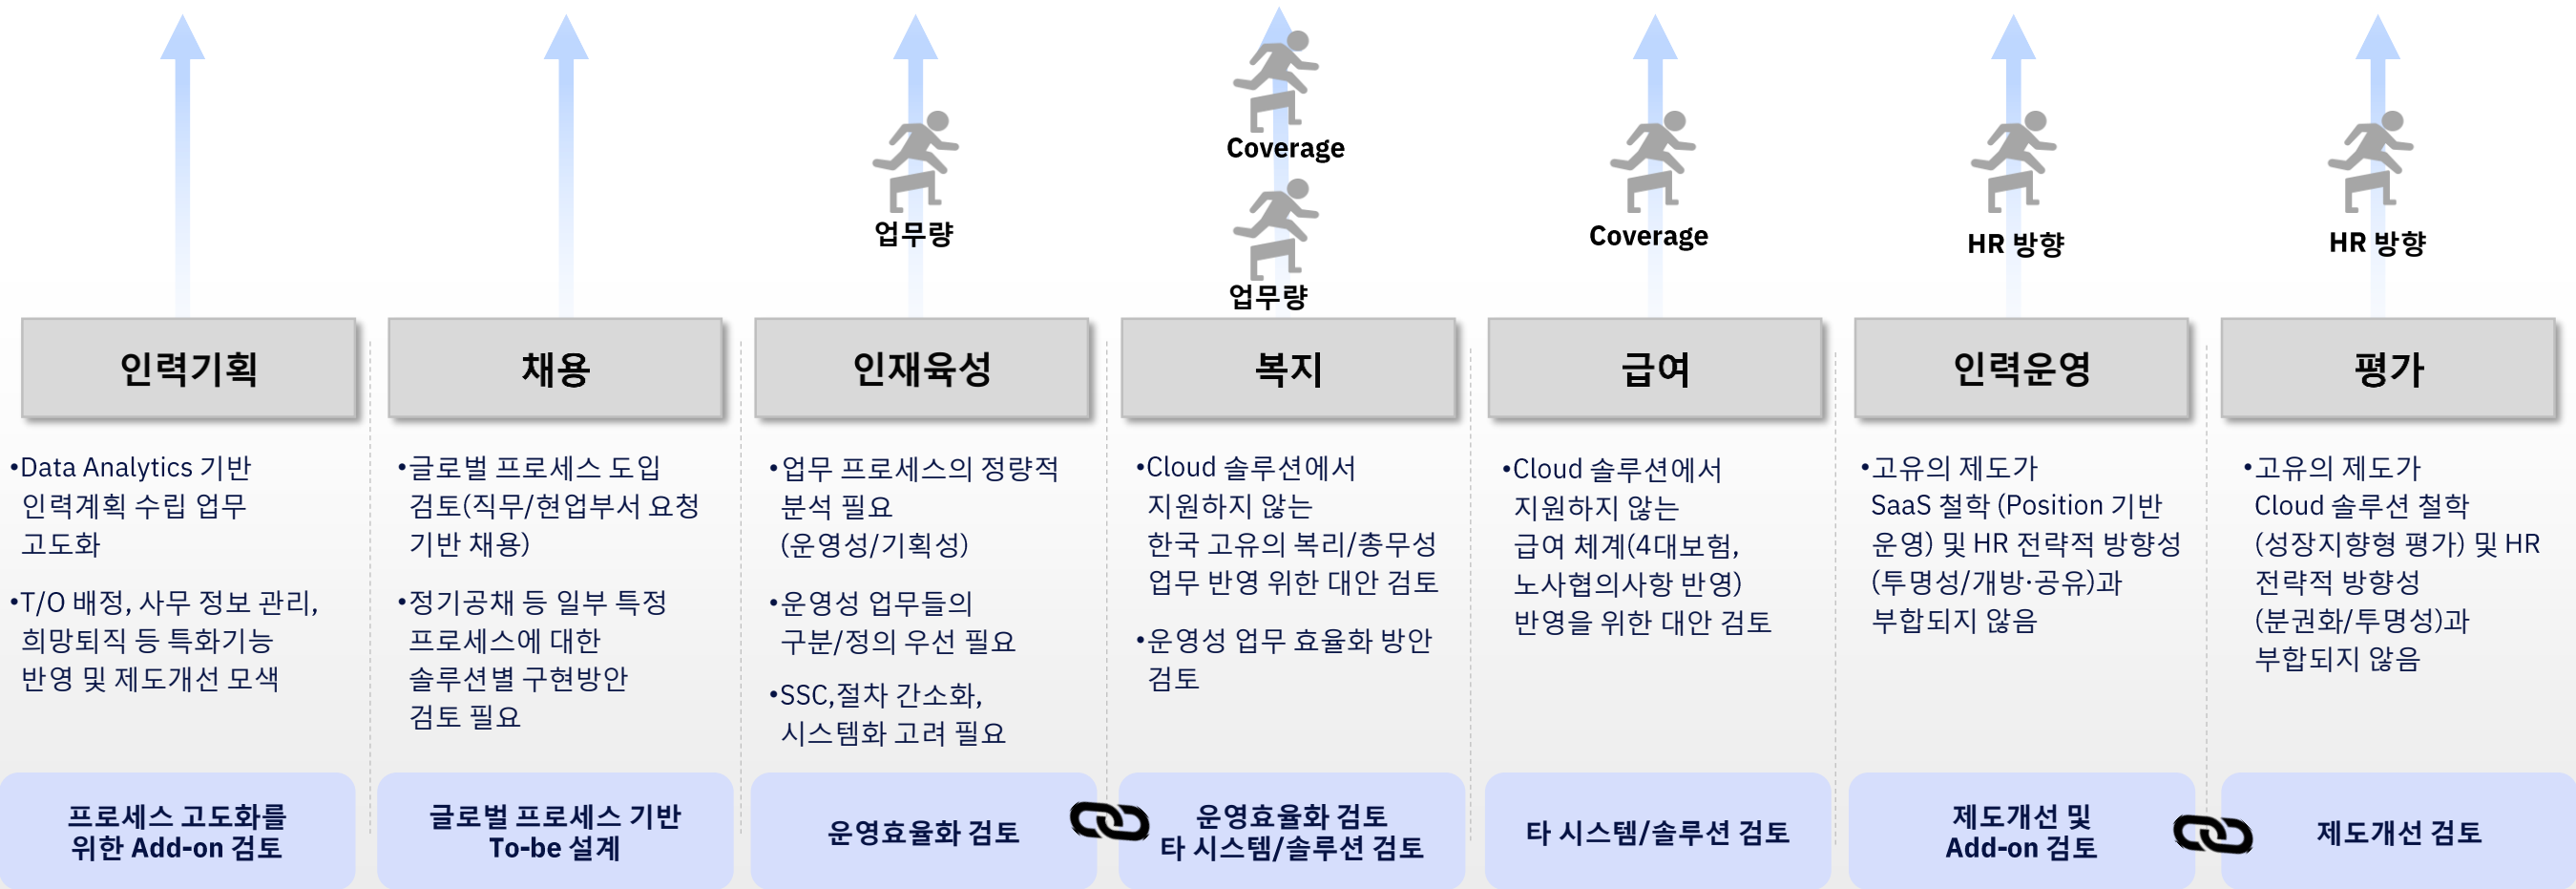 업무량
Coverage
업무량
Coverage
HR 방향
HR 방향
인력기획
•Data Analytics 기반
인력계획 수립 업무
고도화
•T/O 배정, 사무 정보 관리,
희망퇴직 등 특화기능
반영 및 제도개선 모색
프로세스 고도화를
위한 Add-on 검토
채용
•글로벌 프로세스 도입
검토(직무/현업부서 요청
기반 채용)
•정기공채 등 일부 특정
프로세스에 대한
솔루션별 구현방안
검토 필요
글로벌 프로세스 기반
To-be 설계
인재육성
•업무 프로세스의 정량적
분석 필요
(운영성/기획성)
•운영성 업무들의
구분/정의 우선 필요
•SSC,절차 간소화,
시스템화 고려 필요
운영효율화 검토
복지
•Cloud 솔루션에서
지원하지 않는
한국 고유의 복리/총무성
업무 반영 위한 대안 검토
•운영성 업무 효율화 방안
검토
운영효율화 검토
타 시스템/솔루션 검토
급여
•Cloud 솔루션에서
지원하지 않는
급여 체계(4대보험,
노사협의사항 반영)
반영을 위한 대안 검토
타 시스템/솔루션 검토
인력운영
•고유의 제도가
SaaS 철학 (Position 기반
운영) 및 HR 전략적 방향성
(투명성/개방·공유)과
부합되지 않음
제도개선 및
Add-on 검토
평가
•고유의 제도가
Cloud 솔루션 철학
(성장지향형 평가) 및 HR
전략적 방향성
(분권화/투명성)과
부합되지 않음
제도개선 검토